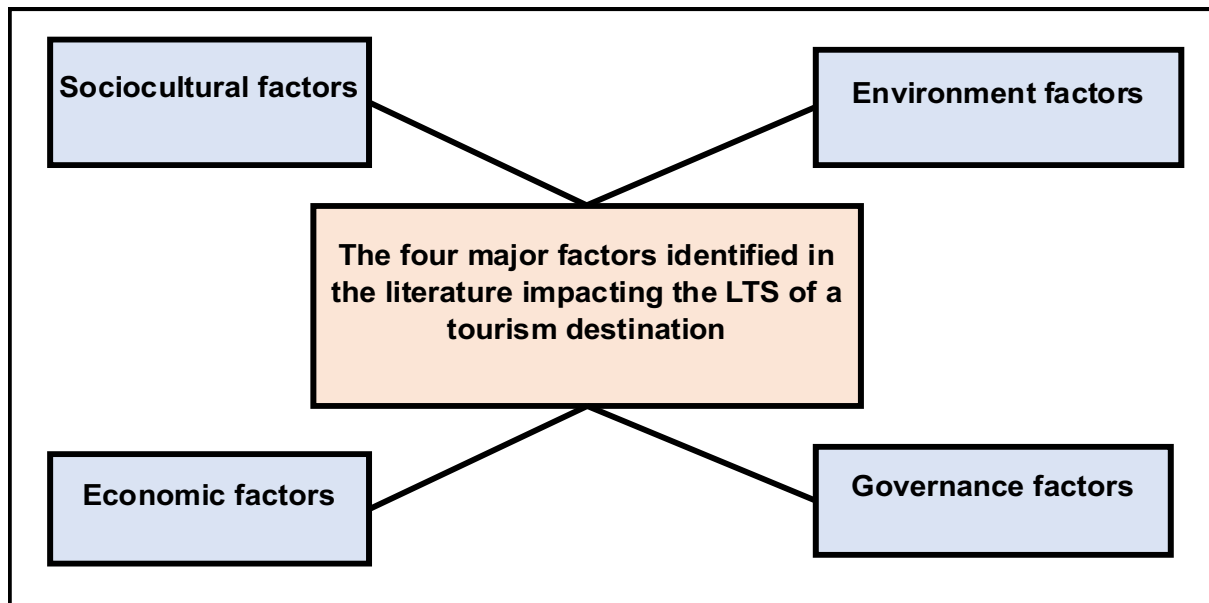 Sociocultural factors
Environment factors
The four major factors identified in
the literature impacting the LTS of a
tourism destination
Economic factors
Governance factors